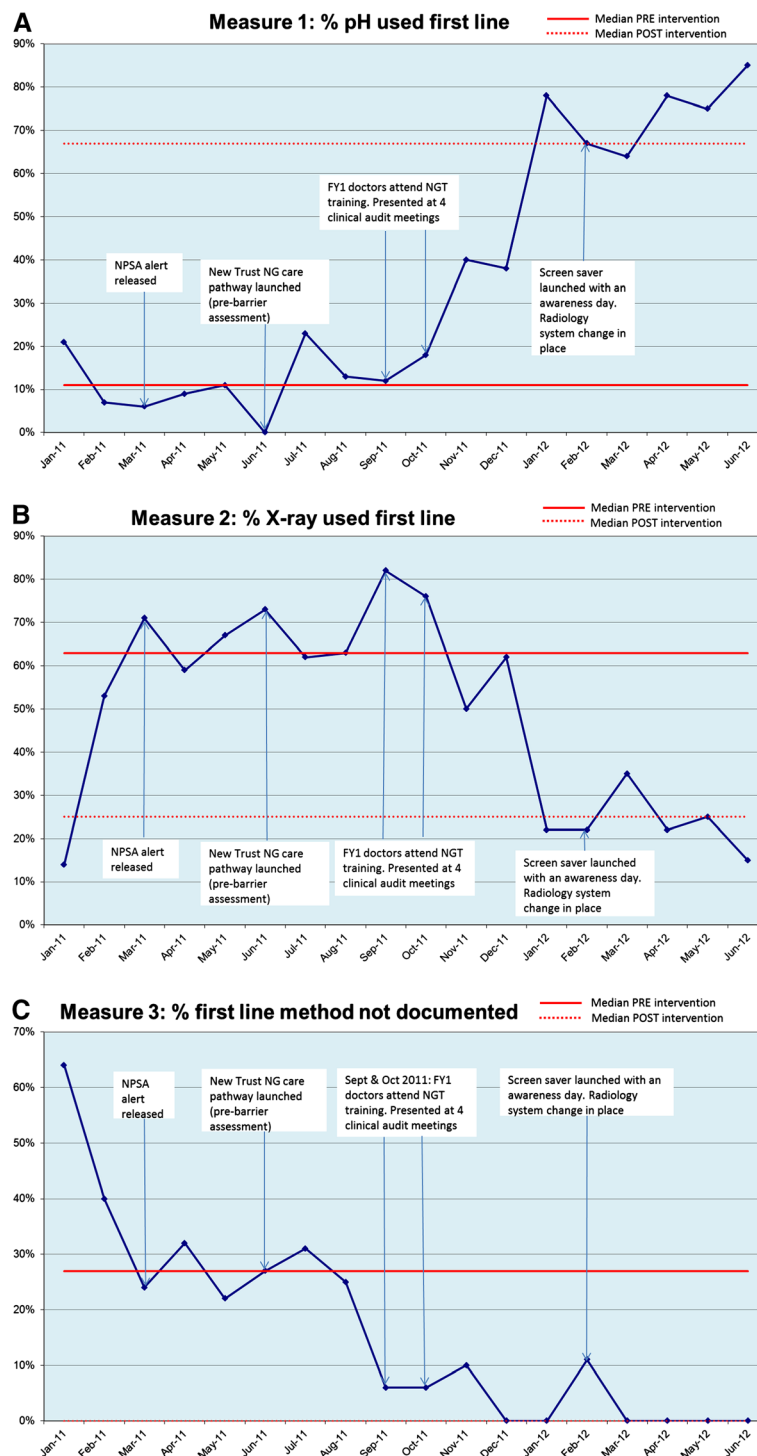 A
Measure 1: % pH used first line
Median PRE intervention
Median POST intervention
90%
80%
70%
60%
50%
40%
30%
20%
10%
0%
NPSA alert
released
New Trust NG care
pathway launched
(pre-barrier
assessment)
FY1 doctors attend NGT
training. Presented at 4
clinical audit meetings
Screen saver
launched with an
awareness day.
Radiology
system change in
place
Jan-11
Feb-11
Mar-11
Apr-11
May-11
Jun-11
Jul-11
Aug-11
Sep-11
Oct-11
Nov-11
Dec-11
Jan-12
Feb-12
Mar-12
Apr-12
May-12
Jun-12
B
Measure 2: % X-ray used first line
Median PRE intervention
Median POST intervention
90%
80%
70%
60%
50%
40%
30%
20%
10%
0%
NPSA alert
released
New Trust NG care
pathway launched
(pre-barrier
assessment)
FY1 doctors attend NGT
training. Presented at 4
clinical audit meetings
Screen saver launched
with an awareness day.
Radiology system
change in place
Jan-11
Feb-11
Mar-11
Apr-11
May-11
Jun-11
Jul-11
Aug-11
Sep-11
Oct-11
Nov-11
Dec-11
Jan-12
Feb-12
Mar-12
Apr-12
May-12
Jun-12
C
Measure 3: % first line method not documented
Median PRE intervention
Median POST intervention
70%
60%
50%
40%
30%
20%
10%
0%
NPSA
alert
released
New Trust NG care
pathway launched
(pre-barrier
assessment)
Sept & Oct 2011: FY1
doctors attend NGT
training. Presented at 4
clinical audit meetings
Screen saver launched with an
awareness day. Radiology
system change in place
Jan-11
Feb-11
Mar-11
Apr-11
May-11
Jun-11
Jul-11
Aug-11
Sep-11
Oct-11
Nov-11
Dec-11
Jan-12
Feb-12
Mar-12
Apr-12
May-12
Jun-12